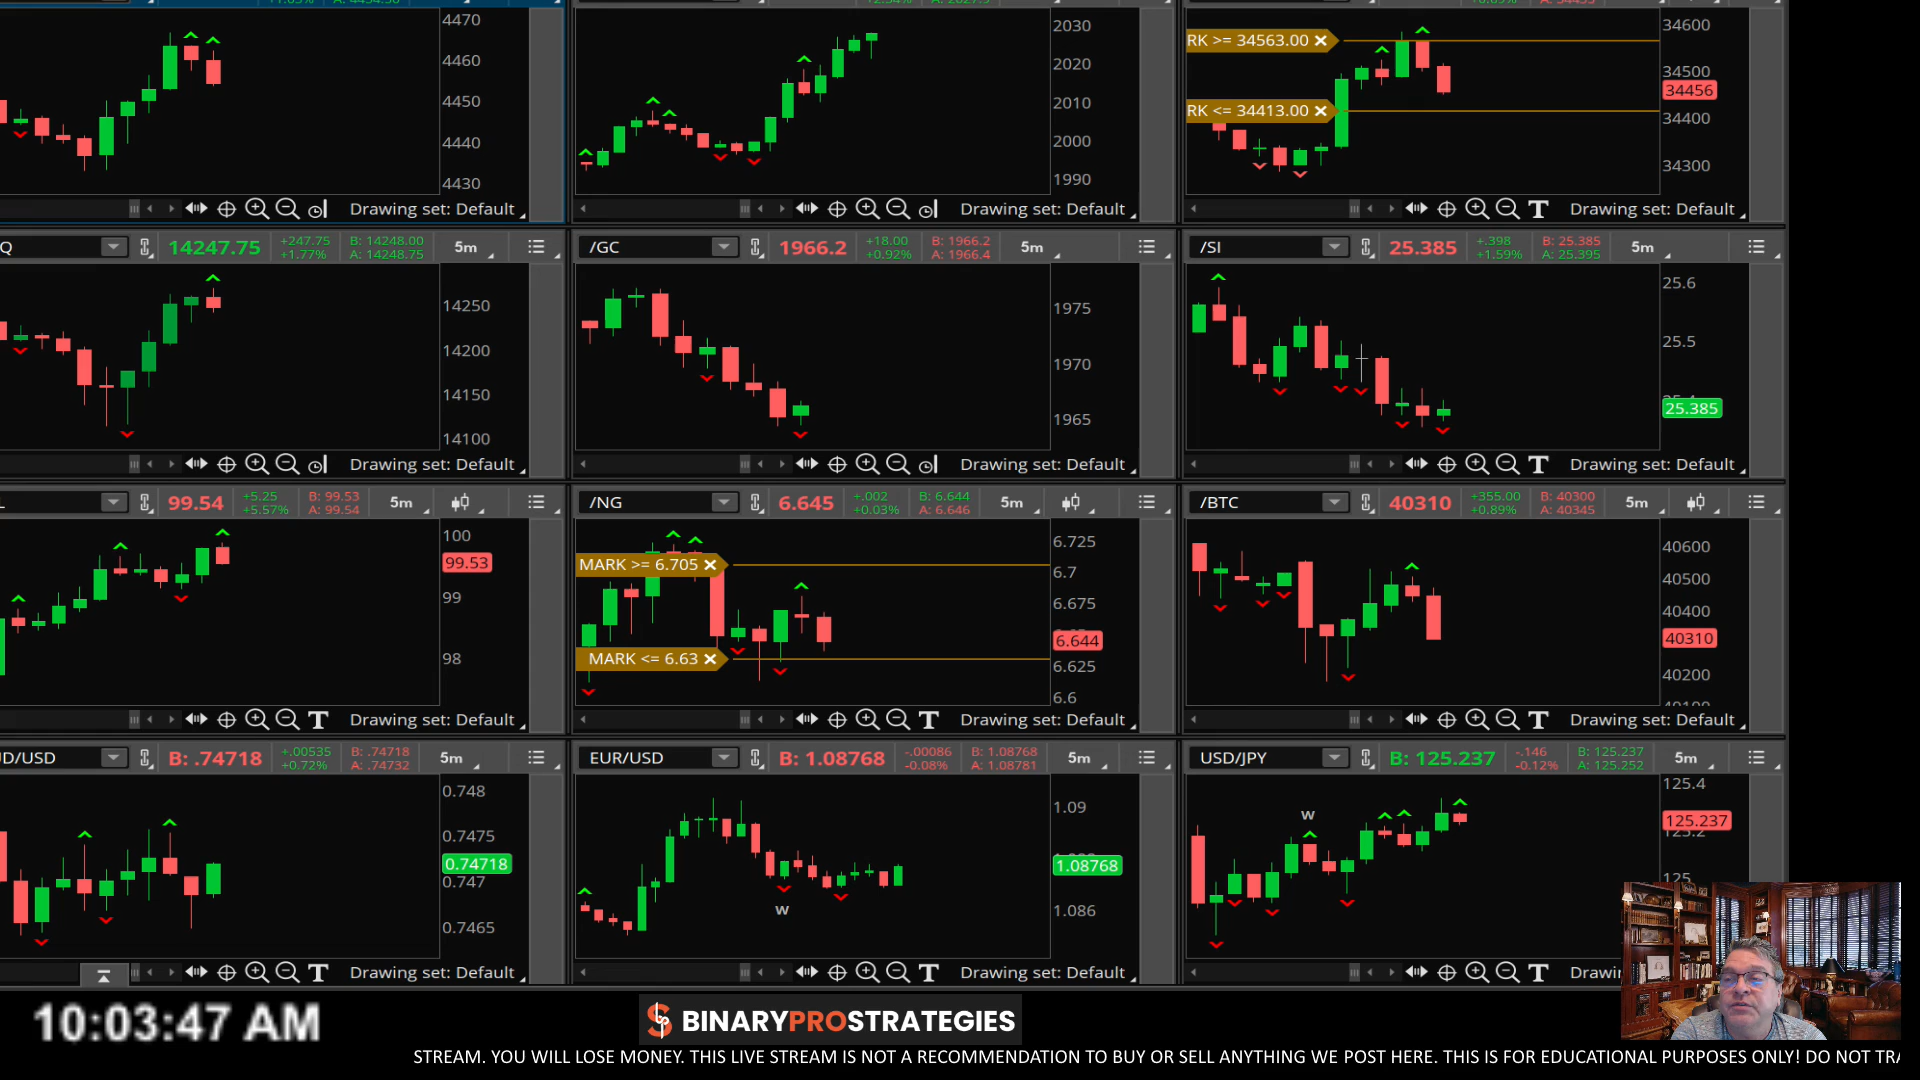 4470
4460
4450
4440
4430
2030
2020
2010
2000
1990
RK >= 34563.00
RK <= 34413.00
34600
34500
34456
34400
34300
Drawing set: Default
Drawing set: Default
T Drawing set: Default
Q 14247.75 +247.75 +1.77% B: 14248.00 A: 14248.75 5m
/GC 1966.2 +18.00 +0.92% B: 1966.2 A: 1966.4 5m
/SI 25.385 +.398 +1.59% B: 25.385 A: 25.395 5m
14250
14200
14150
14100
1975
1970
1965
25.6
25.5
25.385
Drawing set: Default
Drawing set: Default
T Drawing set: Default
L 99.54 +5.25 +5.57% B: 99.53 A: 99.54 5m
/NG 6.645 +.002 +0.03% B: 6.644 A: 6.646 5m
/BTC 40310 +355.00 +0.89% B: 40300 A: 40345 5m
100
99.53
99
98
MARK >= 6.705
MARK <= 6.63
6.725
6.7
6.675
6.644
6.625
6.6
40600
40500
40400
40310
40200
T Drawing set: Default
T Drawing set: Default
T Drawing set: Default
D/USD B: .74718 +.00535 +0.72% B: .74718 A: .74732 5m
EUR/USD B: 1.08768 -.00086 -0.08% B: 1.08768 A: 1.08781 5m
USD/JPY B: 125.237 -.146 -0.12% B: 125.237 A: 125.252 5m
0.748
0.7475
0.74718
0.747
0.7465
W
1.09
1.08768
1.086
W
125.4
125.237
125.2
125
T Drawing set: Default
T Drawing set: Default
T Drawi
10:03:47 AM
BINARYPROSTRATEGIES
STREAM. YOU WILL LOSE MONEY. THIS LIVE STREAM IS NOT A RECOMMENDATION TO BUY OR SELL ANYTHING WE POST HERE. THIS IS FOR EDUCATIONAL PURPOSES ONLY! DO NOT TRA